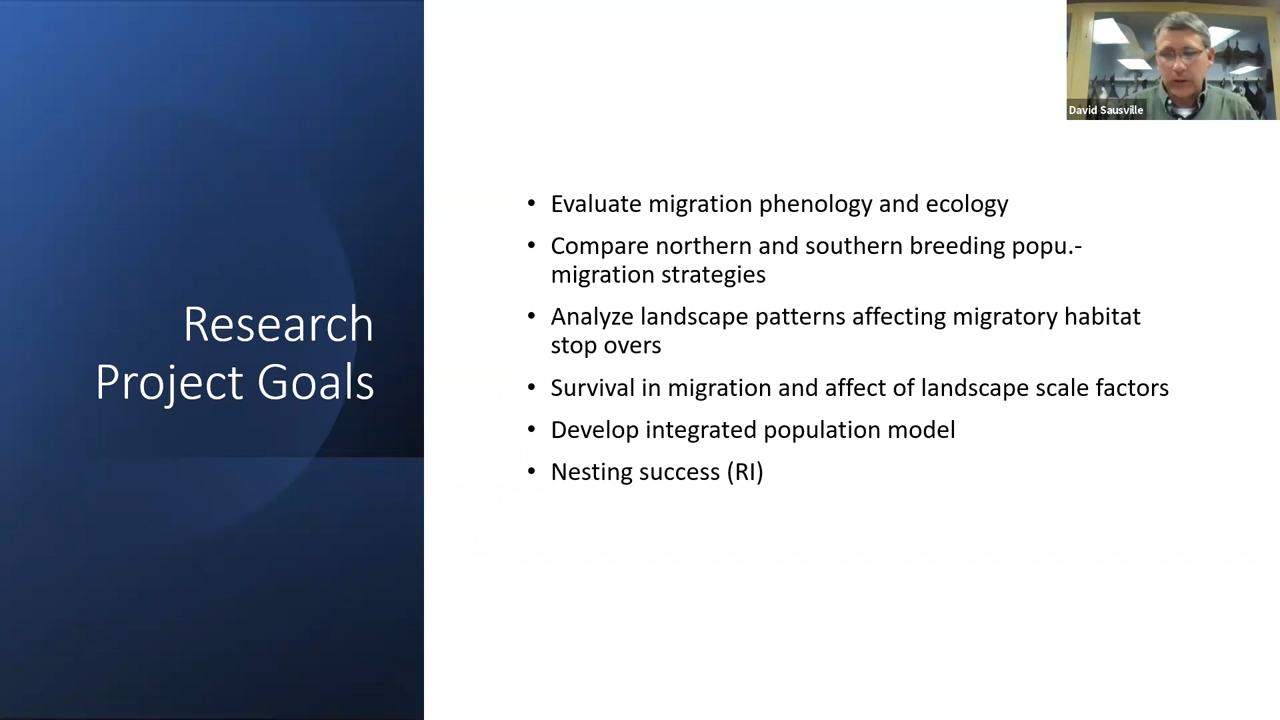 Research
Project Goals
• Evaluate migration phenology and ecology
• Compare northern and southern breeding popu.-
migration strategies
• Analyze landscape patterns affecting migratory habitat
stop overs
• Survival in migration and affect of landscape scale factors
• Develop integrated population model
• Nesting success (RI)
David Sausville